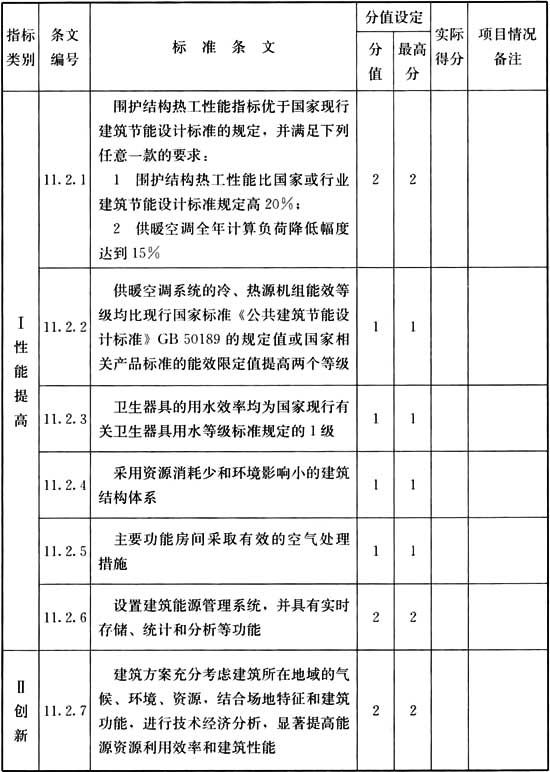 指标类别 条文编号 标准条文 分值设定 实际得分 项目情况备注
分值 最高分
Ⅰ性能提高
11.2.1
围护结构热工性能指标优于国家现行
建筑节能设计标准的规定，并满足下列
任意一款的要求：
1 围护结构热工性能比国家或行业
建筑节能设计标准规定高20%；
2 供暖空调全年计算负荷降低幅度
达到15%
2 2
11.2.2
供暖空调系统的冷、热源机组能效等
级均比现行国家标准《公共建筑节能设
计标准》GB 50189 的规定值或国家相
关产品标准的能效限定值提高两个等级
1 1
11.2.3
卫生器具的用水效率均为国家现行有
关卫生器具用水等级标准规定的1级
1 1
11.2.4
采用资源消耗少和环境影响小的建筑
结构体系
1 1
11.2.5
主要功能房间采取有效的空气处理
措施
1 1
11.2.6
设置建筑能源管理系统，并具有实时
存储、统计和分析等功能
2 2
Ⅱ创新
11.2.7
建筑方案充分考虑建筑所在地域的气
候、环境、资源，结合场地特征和建筑
功能，进行技术经济分析，显著提高能
源资源利用效率和建筑性能
2 2